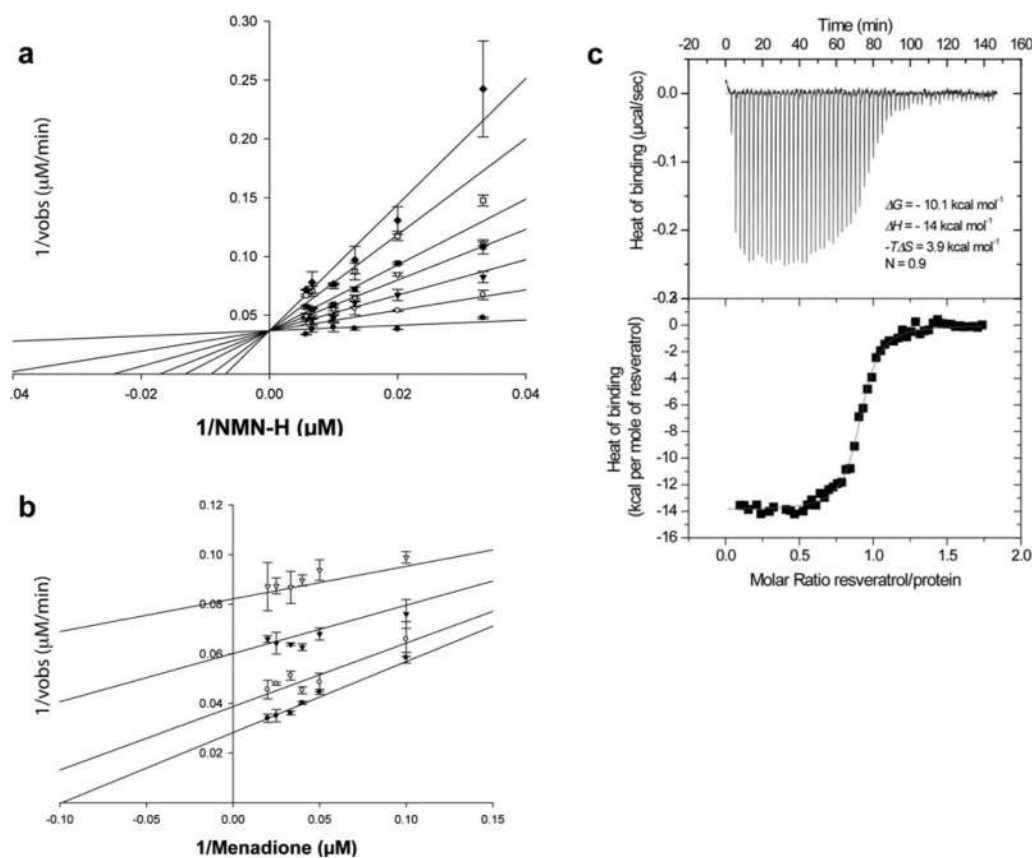 a
0.30
0.25
0.20
0.15
0.10
0.05
1/vobs (µM/min)
.04 -0.02 0.00 0.02 0.04
1/NMN-H (µM)
b
0.12
0.10
0.08
0.06
0.04
0.02
1/vobs (µM/min)
-0.10 -0.05 0.00 0.05 0.10 0.15
1/Menadione (µM)
c
Time (min)
-20 0 20 40 60 80 100 120 140 160
0.0
-0.1
-0.2
Heat of binding (µcal/sec)
ΔG = - 10.1 kcal mol-1
ΔH = - 14 kcal mol-1
-TΔS = 3.9 kcal mol-1
N = 0.9
0
-2
-4
-6
-8
-10
-12
-14
-16
Heat of binding
(kcal per mole of resveratrol)
0.0 0.5 1.0 1.5 2.0
Molar Ratio resveratrol/protein